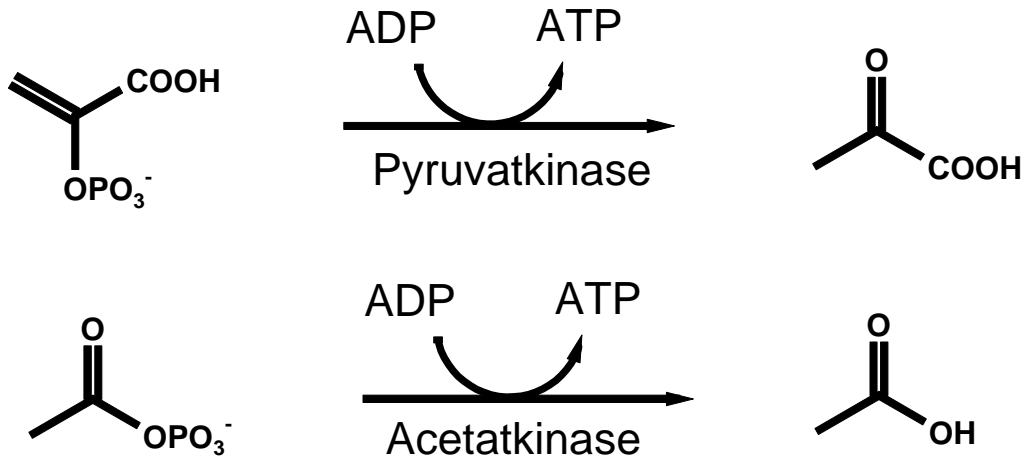 ADP ATP
COOH
O
Pyruvatkinase
COOH
OPO₃⁻
ADP ATP
O
O
OPO₃⁻
Acetatkinase
OH